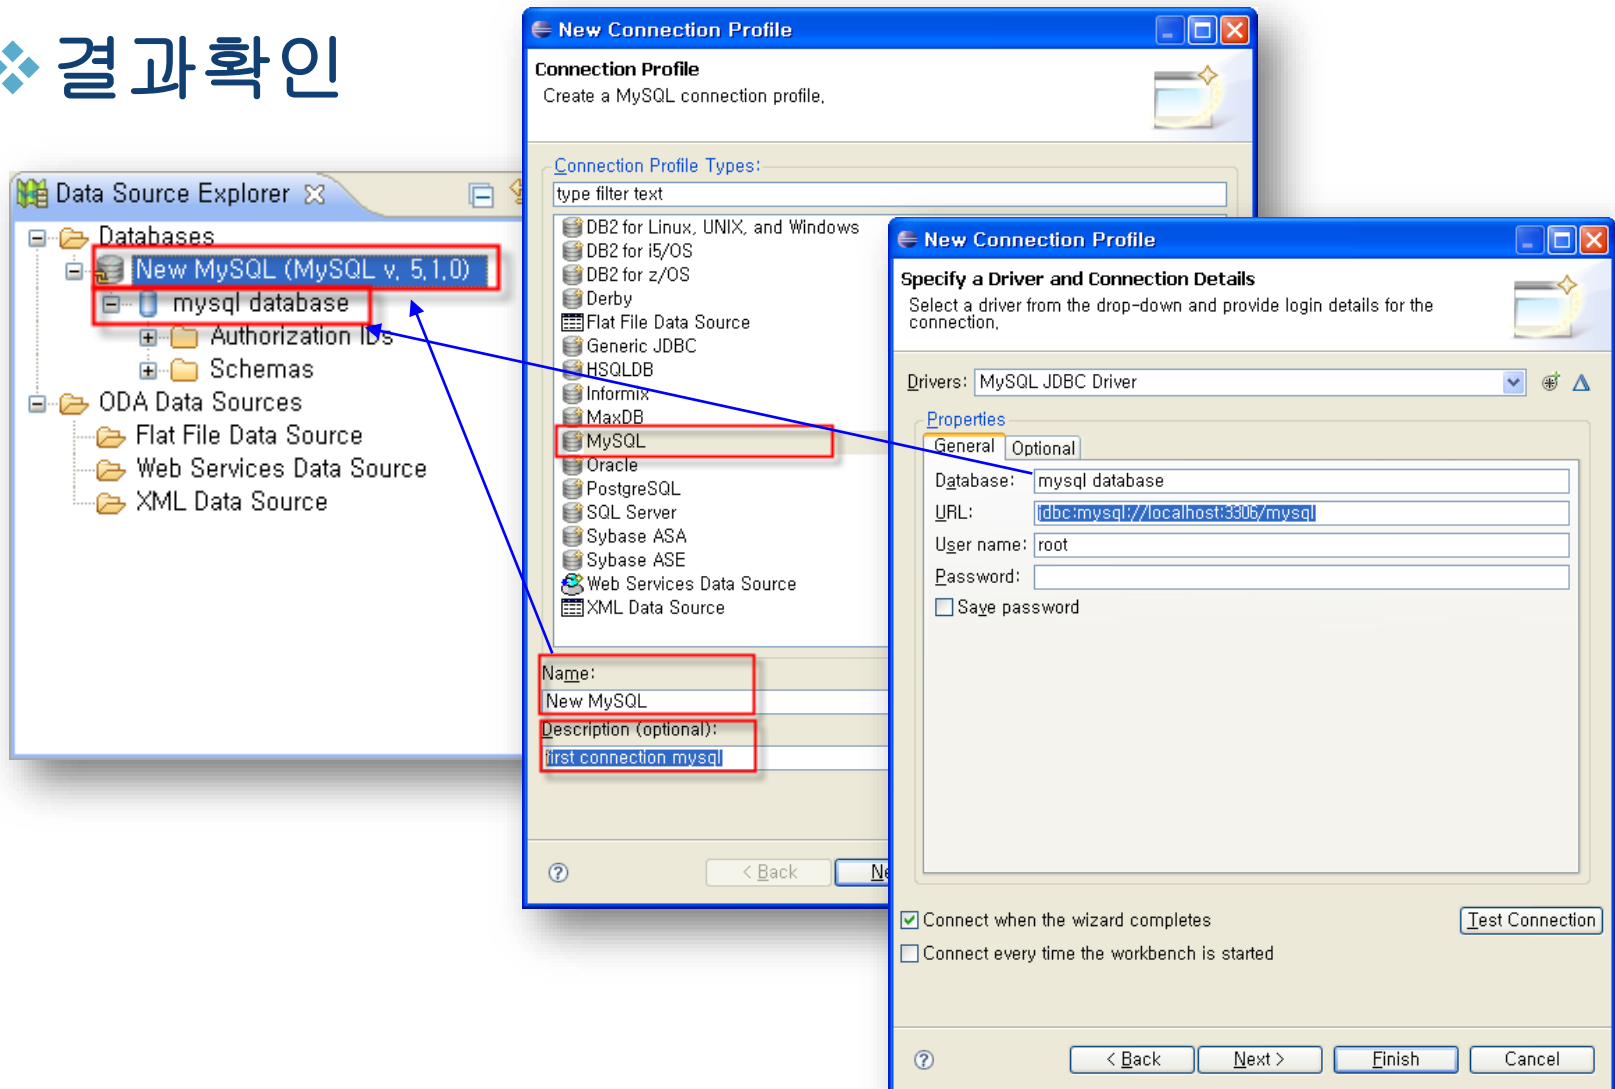 결과확인
Data Source Explorer
Databases
New MySQL (MySQL v. 5.1.0)
mysql database
Authorization IDs
Schemas
ODA Data Sources
Flat File Data Source
Web Services Data Source
XML Data Source
New Connection Profile
Connection Profile
Create a MySQL connection profile.
Connection Profile Types:
type filter text
DB2 for Linux, UNIX, and Windows
DB2 for i5/OS
DB2 for z/OS
Derby
Flat File Data Source
Generic JDBC
HSQLDB
Informix
MaxDB
MySQL
Oracle
PostgreSQL
SQL Server
Sybase ASA
Sybase ASE
Web Services Data Source
XML Data Source
Name:
New MySQL
Description (optional):
first connection mysql
< Back
New Connection Profile
Specify a Driver and Connection Details
Select a driver from the drop-down and provide login details for the
connection.
Drivers: MySQL JDBC Driver
Properties
General Optional
Database: mysql database
URL: jdbc:mysql://localhost:3306/mysql
User name: root
Password:
Save password
Connect when the wizard completes
Test Connection
Connect every time the workbench is started
< Back Next > Finish Cancel